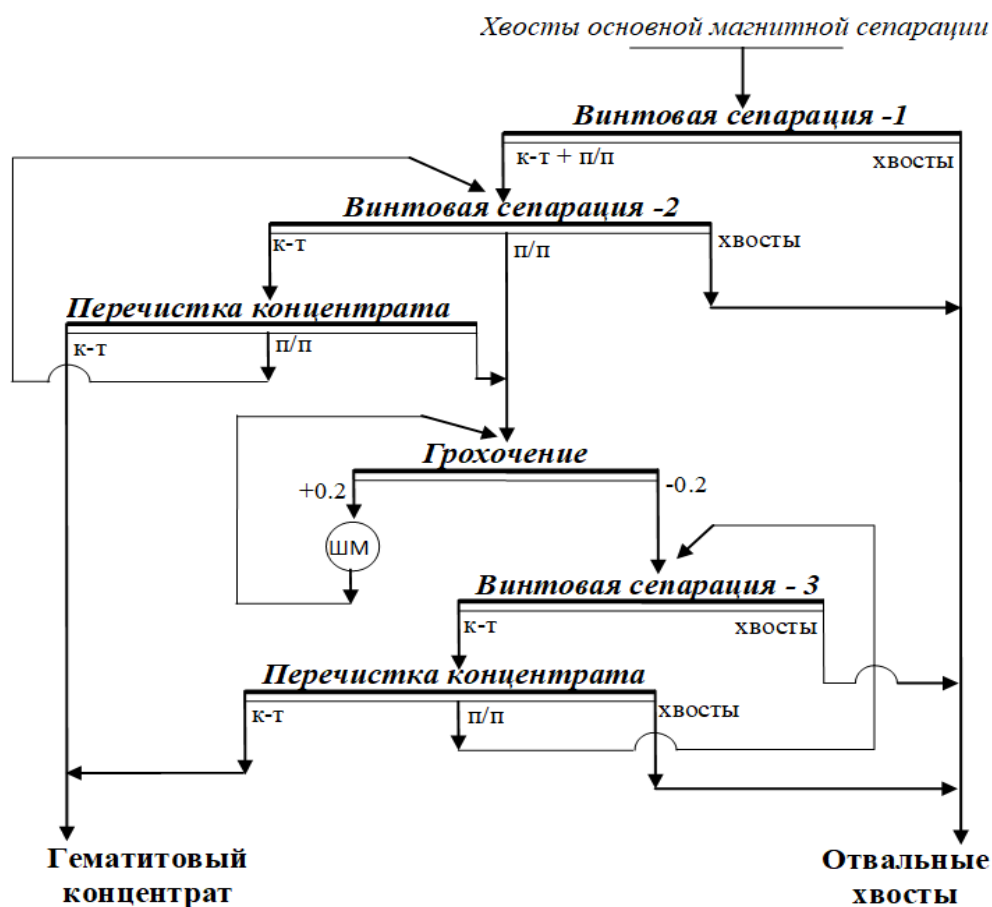 Хвосты основной магнитной сепарации
Винтовая сепарация -1
к-т + п/п
хвосты
Винтовая сепарация -2
к-т
п/п
хвосты
Перечистка концентрата
к-т
п/п
Грохочение
+0.2
-0.2
ШМ
Винтовая сепарация - 3
к-т
хвосты
Перечистка концентрата
к-т
п/п
хвосты
Гематитовый
концентрат
Отвальные
хвосты